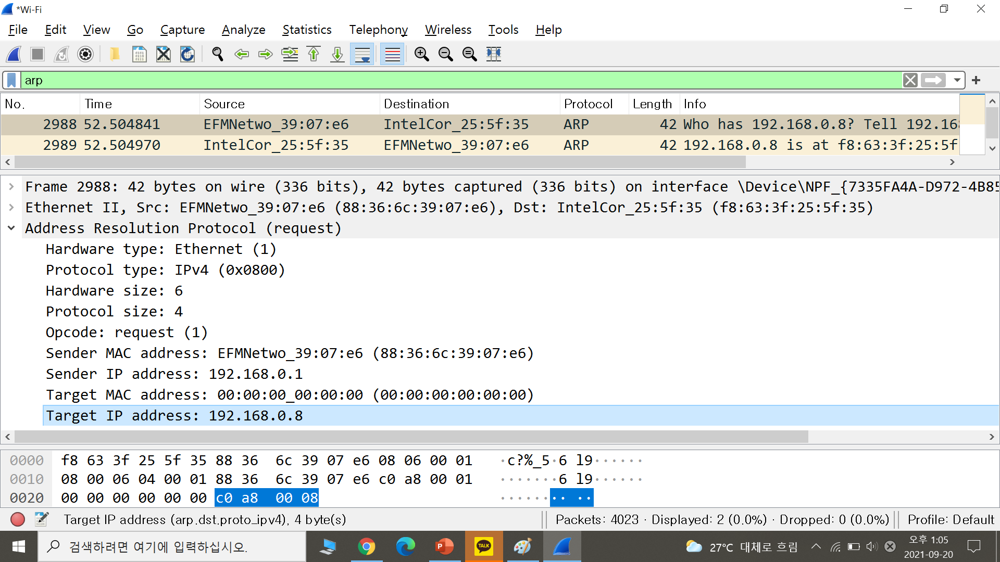 *Wi-Fi
File Edit View Go Capture Analyze Statistics Telephony Wireless Tools Help
arp
No. Time Source Destination Protocol Length Info
2988 52.504841 EFMNetwo_39:07:e6 IntelCor_25:5f:35 ARP 42 Who has 192.168.0.8? Tell 192.168
2989 52.504970 IntelCor_25:5f:35 EFMNetwo_39:07:e6 ARP 42 192.168.0.8 is at f8:63:3f:25:5f
Frame 2988: 42 bytes on wire (336 bits), 42 bytes captured (336 bits) on interface \Device\NPF_{7335FA4A-D972-4B85
Ethernet II, Src: EFMNetwo_39:07:e6 (88:36:6c:39:07:e6), Dst: IntelCor_25:5f:35 (f8:63:3f:25:5f:35)
Address Resolution Protocol (request)
Hardware type: Ethernet (1)
Protocol type: IPv4 (0x0800)
Hardware size: 6
Protocol size: 4
Opcode: request (1)
Sender MAC address: EFMNetwo_39:07:e6 (88:36:6c:39:07:e6)
Sender IP address: 192.168.0.1
Target MAC address: 00:00:00_00:00:00 (00:00:00:00:00:00)
Target IP address: 192.168.0.8
0000 f8 63 3f 25 5f 35 88 36 6c 39 07 e6 08 06 00 01 ·c?%_5·6 l9······
0010 08 00 06 04 00 01 88 36 6c 39 07 e6 c0 a8 00 01 ·······6 l9······
0020 00 00 00 00 00 00 c0 a8 00 08 ········ ··
Target IP address (arp.dst.proto_ipv4), 4 byte(s) Packets: 4023 · Displayed: 2 (0.0%) · Dropped: 0 (0.0%) Profile: Default
검색하려면 여기에 입력하십시오. TALK 27°C 대체로 흐림 오후 1:05
2021-09-20